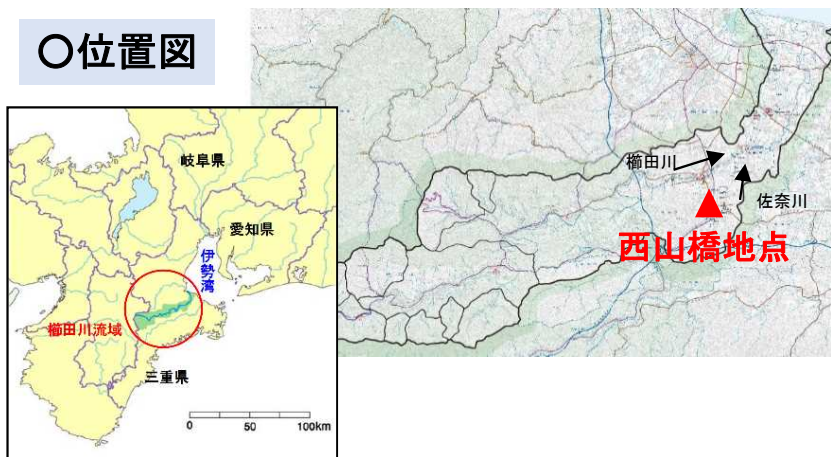 〇位置図
岐阜県
愛知県
伊勢湾
櫛田川流域
三重県
0 50 100km
櫛田川
佐奈川
西山橋地点